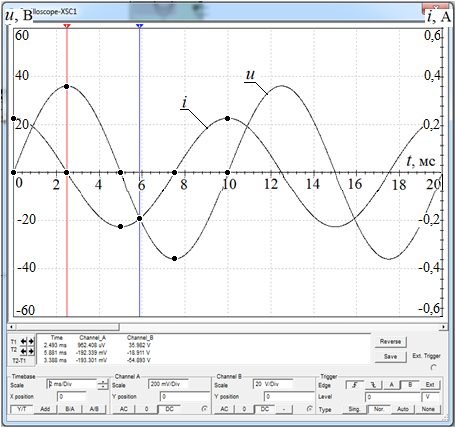 u, В
lloscope-XSC1
i, А
60
0,6
40
0,4
u
i
20
0,2
t, мс
0
2
4
6
8
10
12
14
16
18
20
-20
-0,2
-40
-0,4
-60
-0,6
Time Channel_A Channel_B
T1 2.493 ms 962.408 uV 35.982 V
T2 5.881 ms -192.339 mV -18.911 V
T2-T1 3.388 ms -193.301 mV -54.893 V
Reverse
Save
Ext. Trigger
Timebase
Scale 2 ms/Div
X position 0
Y/T Add B/A A/B
Channel A
Scale 200 mV/Div
Y position 0
AC 0 DC
Channel B
Scale 20 V/Div
Y position 0
AC 0 DC -
Trigger
Edge A B Ext
Level 0 V
Type Sing. Nor Auto None